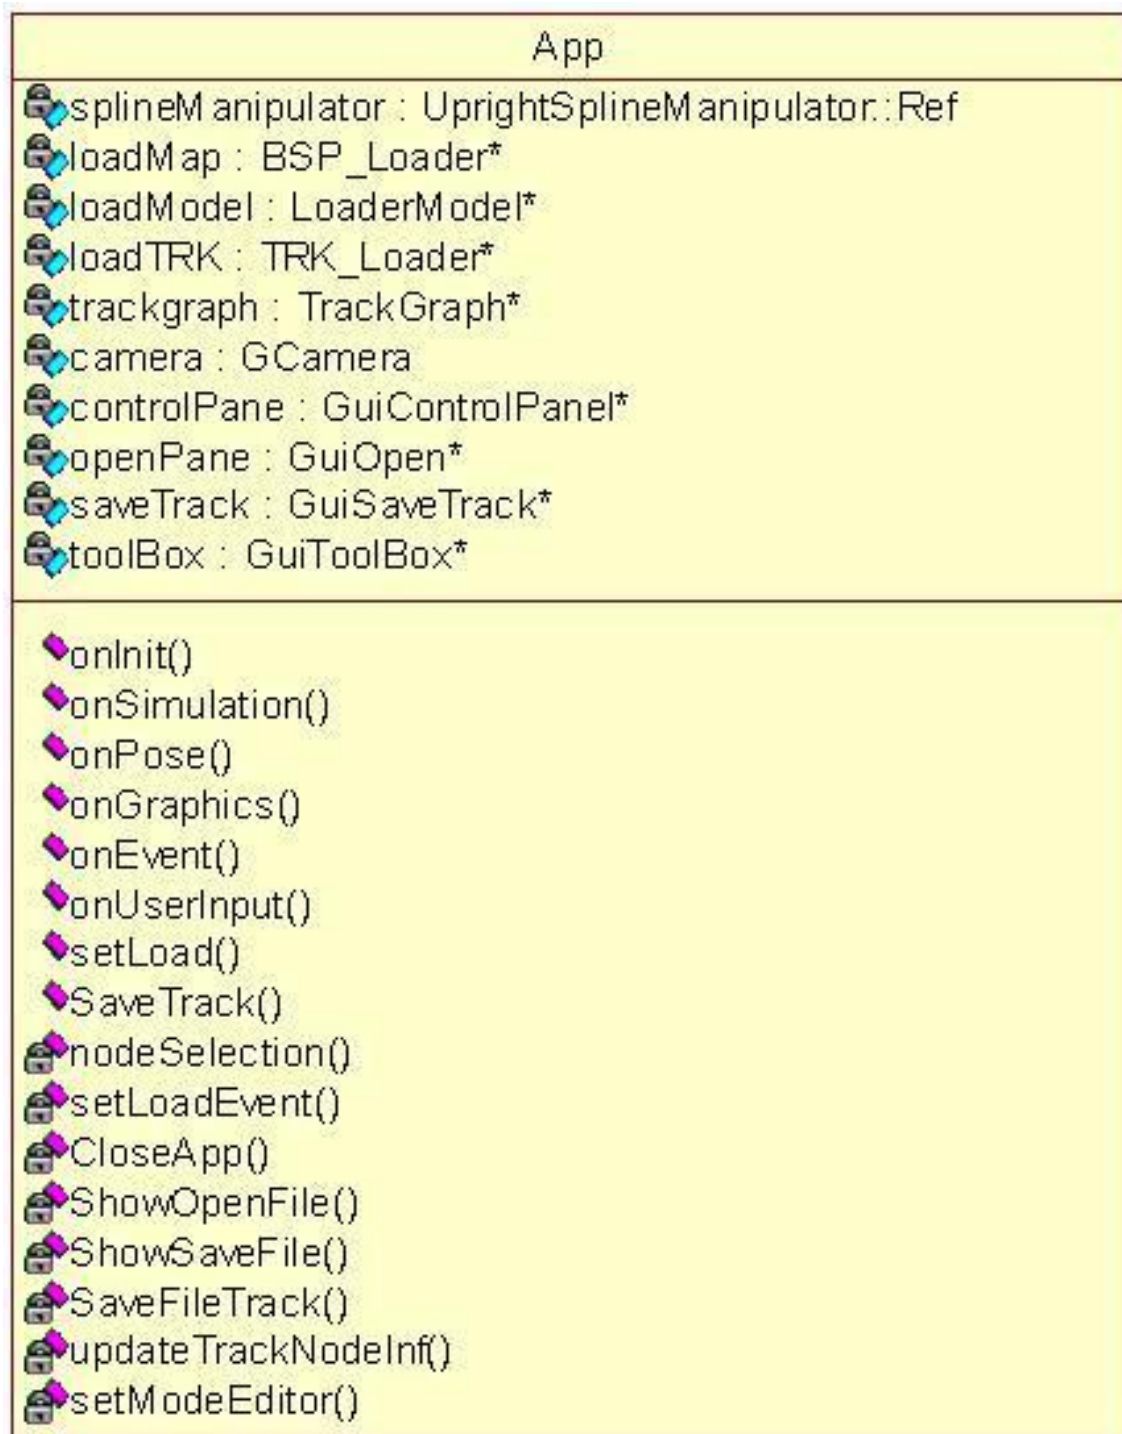 App
splineManipulator : UprightSplineManipulator::Ref
loadMap : BSP_Loader*
loadModel : LoaderModel*
loadTRK : TRK_Loader*
trackgraph : TrackGraph*
camera : GCamera
controlPane : GuiControlPanel*
openPane : GuiOpen*
saveTrack : GuiSaveTrack*
toolBox : GuiToolBox*
onInit()
onSimulation()
onPose()
onGraphics()
onEvent()
onUserInput()
setLoad()
SaveTrack()
nodeSelection()
setLoadEvent()
CloseApp()
ShowOpenFile()
ShowSaveFile()
SaveFileTrack()
updateTrackNodeInf()
setModeEditor()